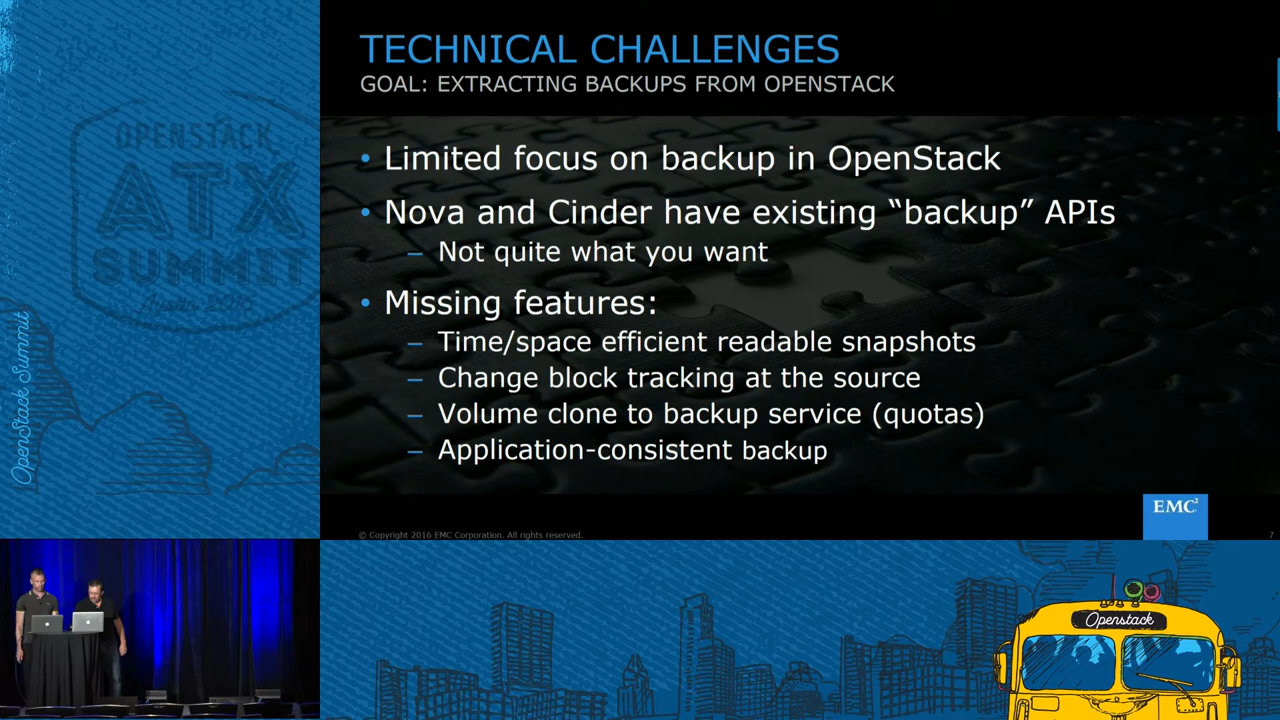 TECHNICAL CHALLENGES
GOAL: EXTRACTING BACKUPS FROM OPENSTACK
• Limited focus on backup in OpenStack
• Nova and Cinder have existing “backup” APIs
– Not quite what you want
• Missing features:
– Time/space efficient readable snapshots
– Change block tracking at the source
– Volume clone to backup service (quotas)
– Application-consistent backup
EMC²
© Copyright 2016 EMC Corporation. All rights reserved.
7
OPENSTACK
ATX
SUMMIT
Austin 2016
OpenStack Summit
Openstack